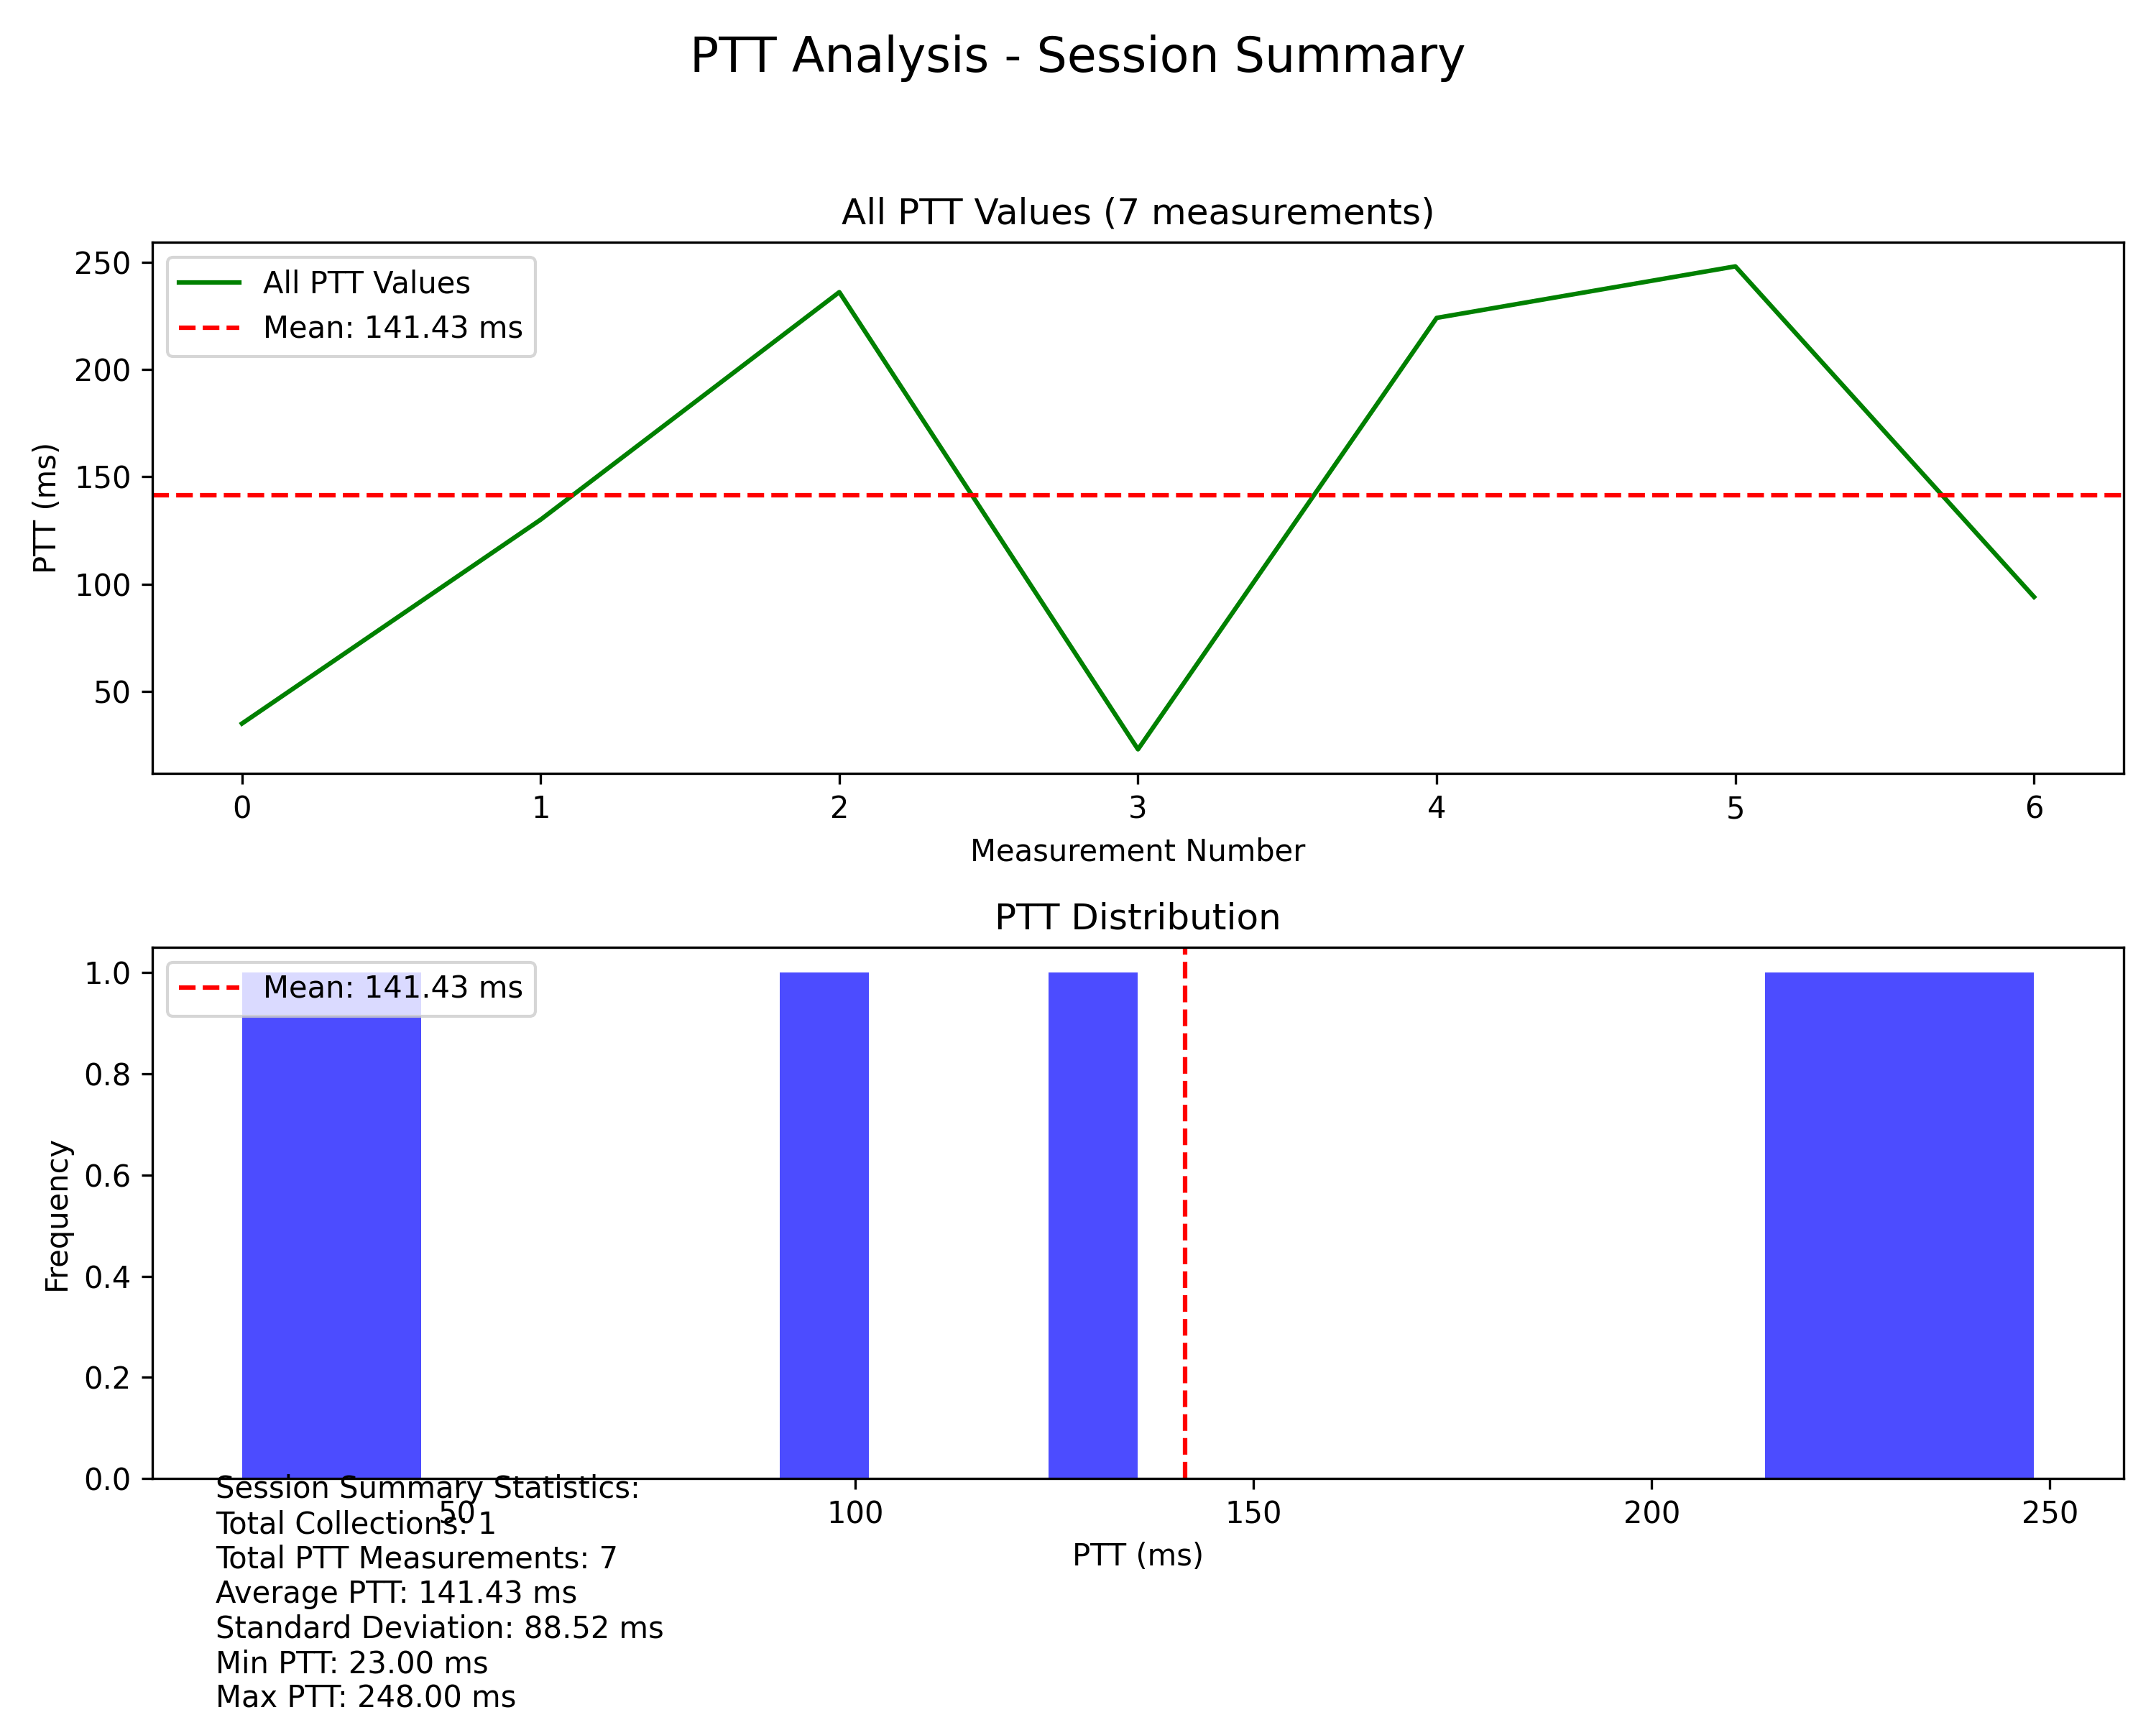 PTT Analysis - Session Summary
All PTT Values (7 measurements)
250
200
150
100
50
PTT (ms)
All PTT Values
Mean: 141.43 ms
0 1 2 3 4 5 6
Measurement Number
PTT Distribution
1.0
0.8
0.6
0.4
0.2
0.0
Frequency
Mean: 141.43 ms
50 100 150 200 250
PTT (ms)
Session Summary Statistics:
Total Collections: 1
Total PTT Measurements: 7
Average PTT: 141.43 ms
Standard Deviation: 88.52 ms
Min PTT: 23.00 ms
Max PTT: 248.00 ms